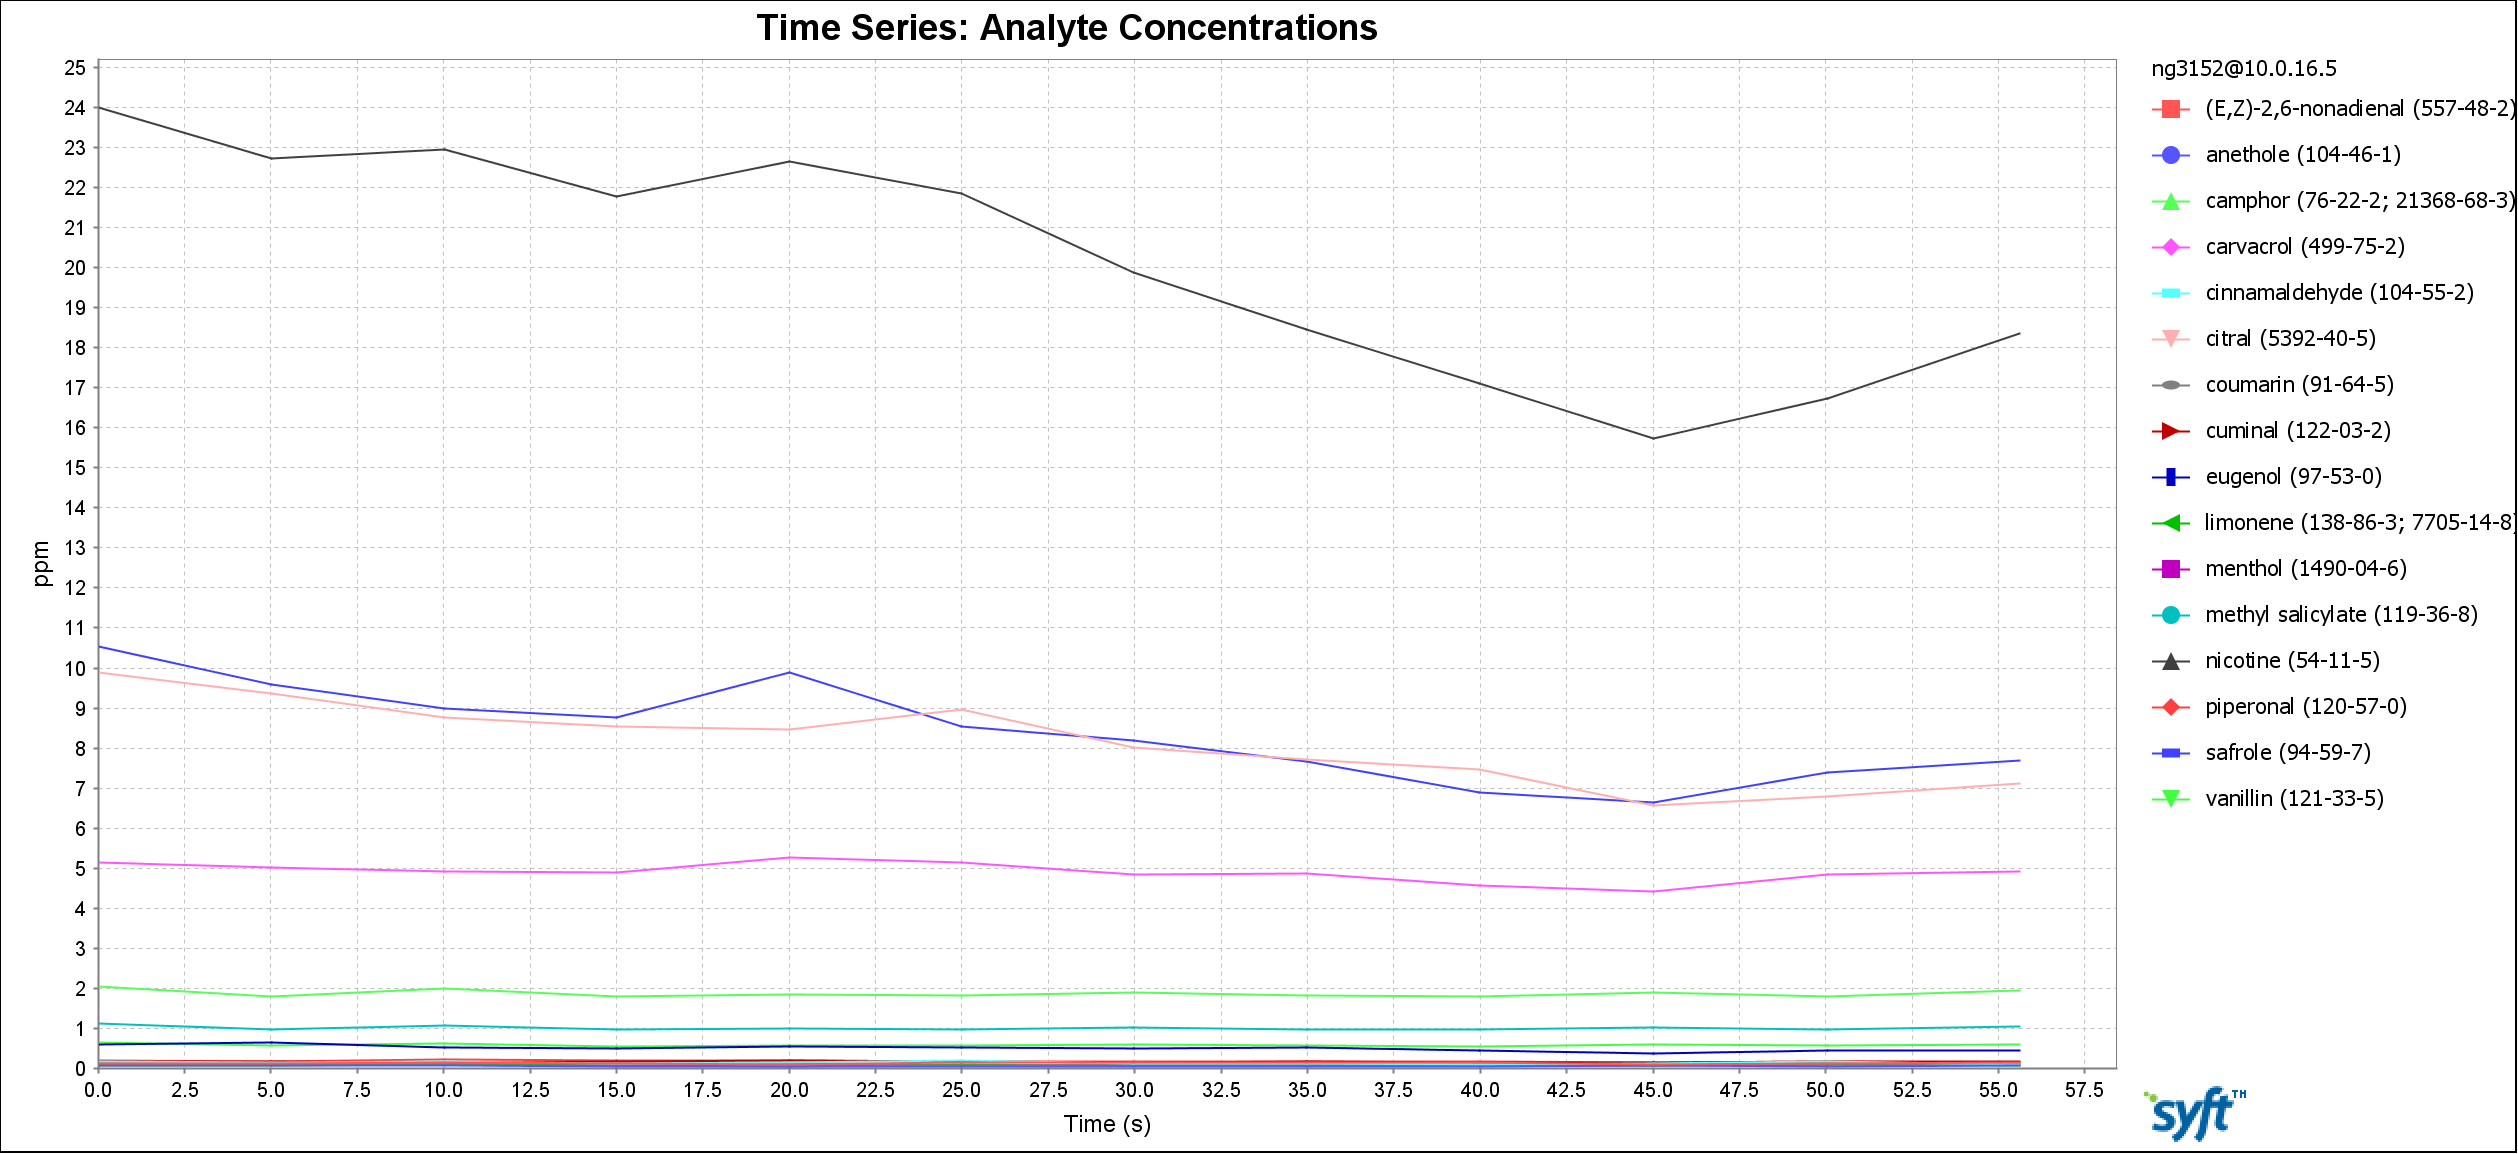 Time Series: Analyte Concentrations
25
24
23
22
21
20
19
18
17
16
15
14
13
12
11
10
9
8
7
6
5
4
3
2
1
0
ppm
0.0 2.5 5.0 7.5 10.0 12.5 15.0 17.5 20.0 22.5 25.0 27.5 30.0 32.5 35.0 37.5 40.0 42.5 45.0 47.5 50.0 52.5 55.0 57.5
Time (s)
ng3152@10.0.16.5
(E,Z)-2,6-nonadienal (557-48-2)
anethole (104-46-1)
camphor (76-22-2; 21368-68-3)
carvacrol (499-75-2)
cinnamaldehyde (104-55-2)
citral (5392-40-5)
coumarin (91-64-5)
cuminal (122-03-2)
eugenol (97-53-0)
limonene (138-86-3; 7705-14-8)
menthol (1490-04-6)
methyl salicylate (119-36-8)
nicotine (54-11-5)
piperonal (120-57-0)
safrole (94-59-7)
vanillin (121-33-5)
syft™